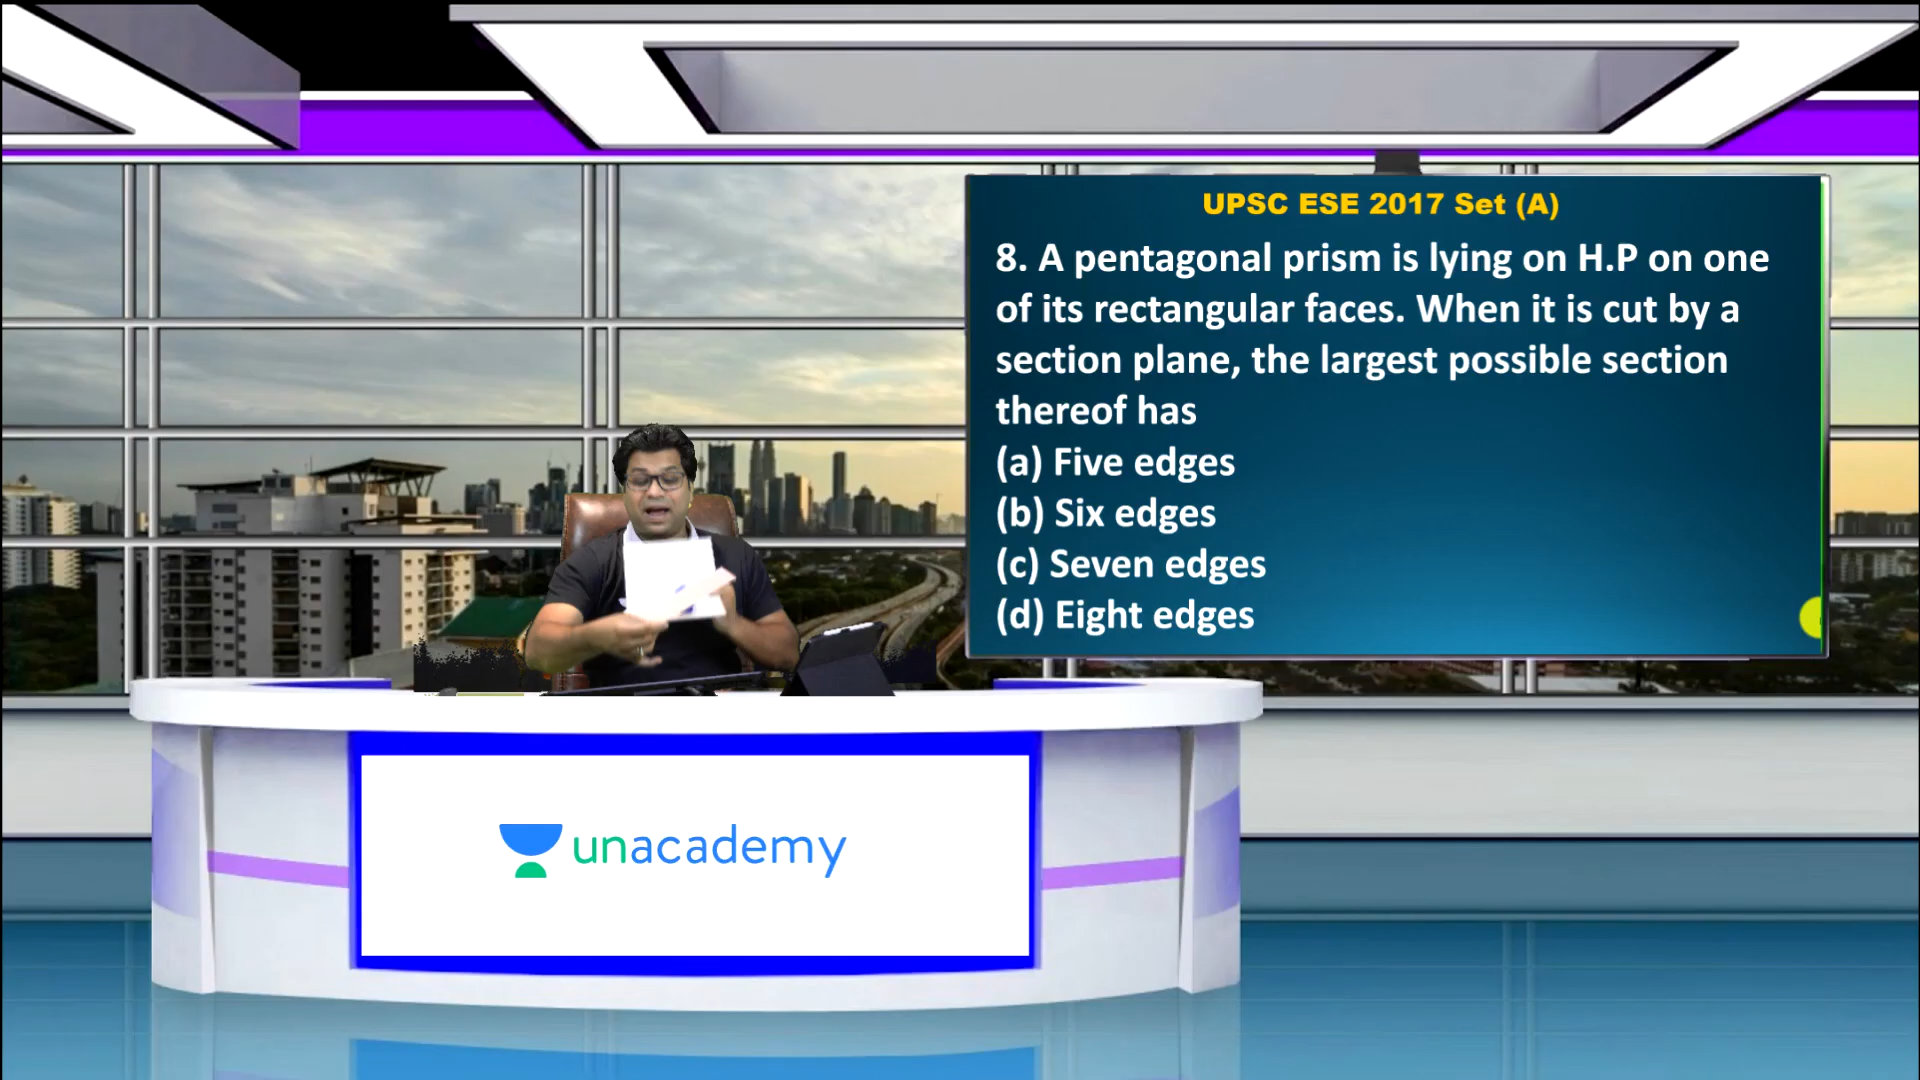 UPSC ESE 2017 Set (A)
8. A pentagonal prism is lying on H.P on one
of its rectangular faces. When it is cut by a
section plane, the largest possible section
thereof has
(a) Five edges
(b) Six edges
(c) Seven edges
(d) Eight edges
unacademy